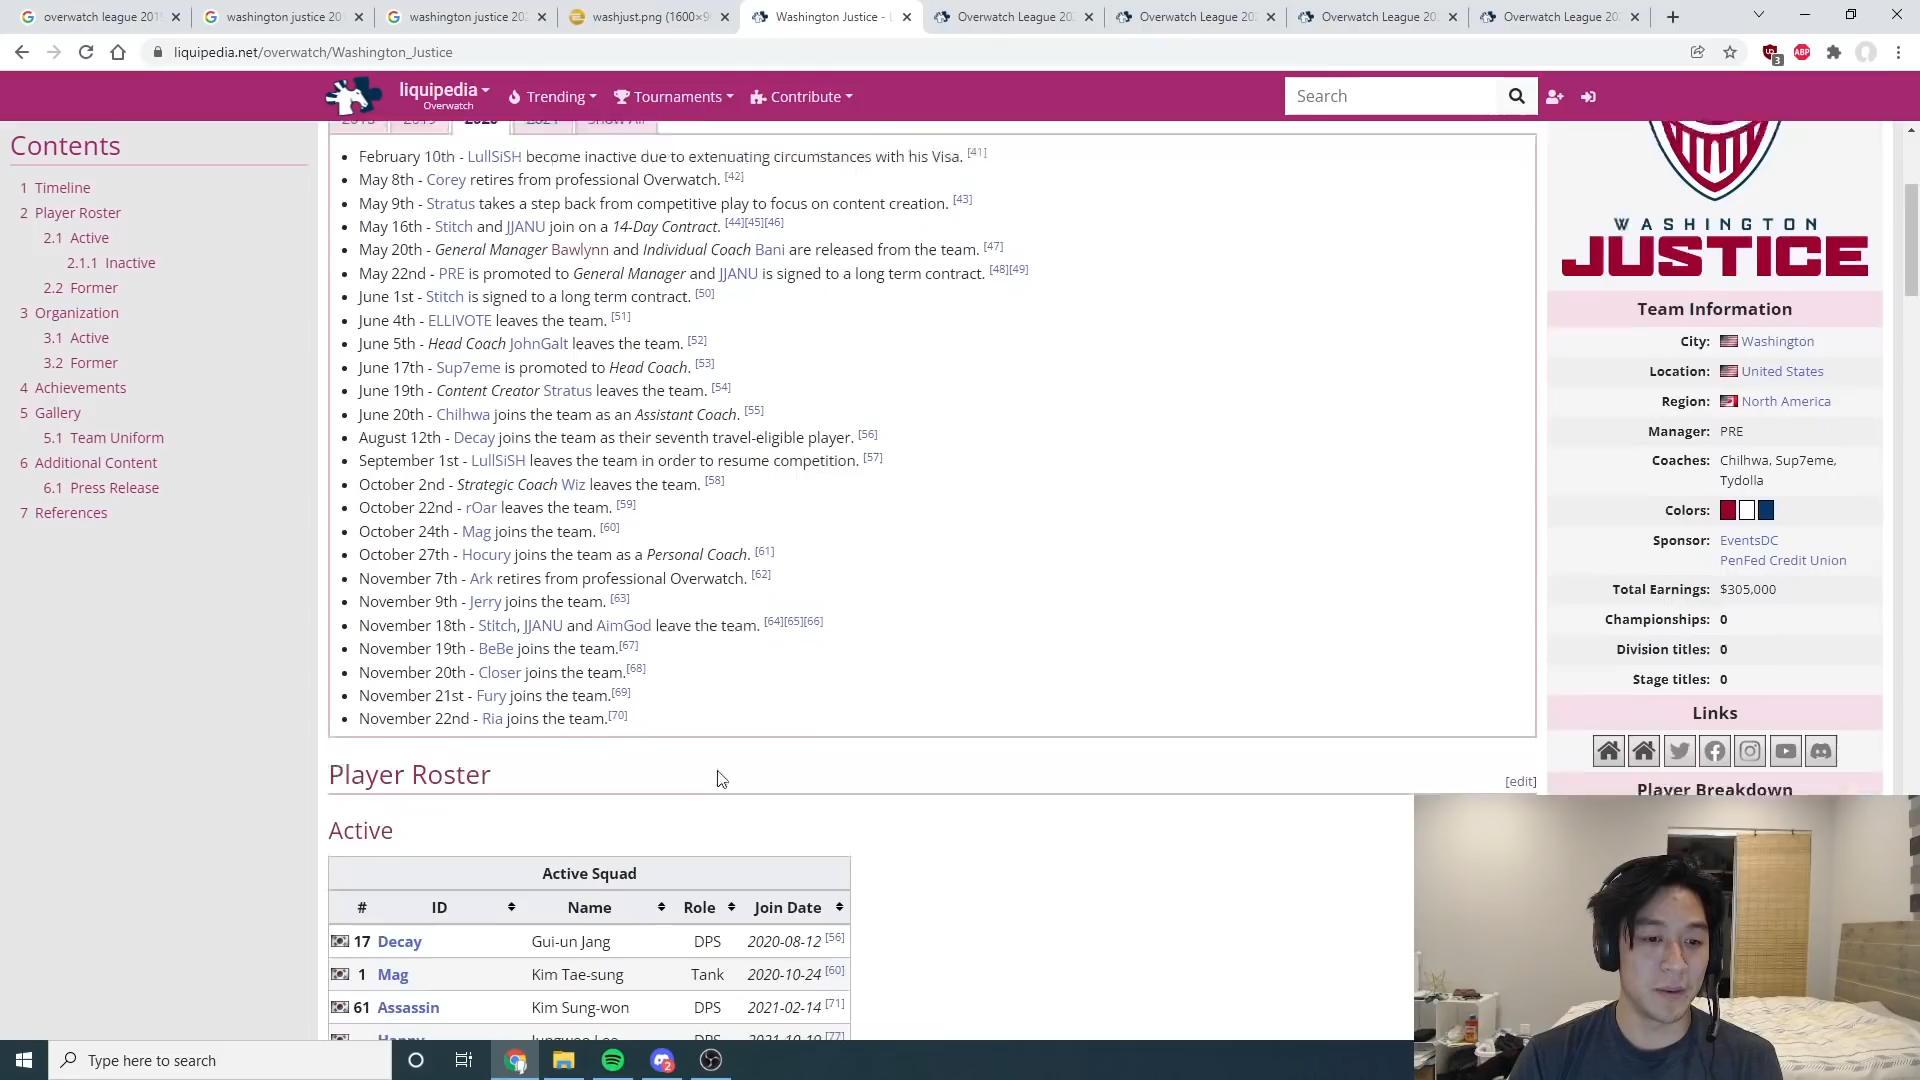 overwatch league 201
washington justice 20
washington justice 202
washjust.png (1600×9
Washington Justice - L
Overwatch League 202
Overwatch League 202
Overwatch League 202
Overwatch League 202
liquipedia.net/overwatch/Washington_Justice
3
ABP
liquipedia
Overwatch
Trending
Tournaments
Contribute
Search
Contents
1 Timeline
2 Player Roster
2.1 Active
2.1.1 Inactive
2.2 Former
3 Organization
3.1 Active
3.2 Former
4 Achievements
5 Gallery
5.1 Team Uniform
6 Additional Content
6.1 Press Release
7 References
2019 2020 2021 Show All
February 10th - LullSiSH become inactive due to extenuating circumstances with his Visa. [41]
May 8th - Corey retires from professional Overwatch. [42]
May 9th - Stratus takes a step back from competitive play to focus on content creation. [43]
May 16th - Stitch and JJANU join on a 14-Day Contract. [44][45][46]
May 20th - General Manager Bawlynn and Individual Coach Bani are released from the team. [47]
May 22nd - PRE is promoted to General Manager and JJANU is signed to a long term contract. [48][49]
June 1st - Stitch is signed to a long term contract. [50]
June 4th - ELLIVOTE leaves the team. [51]
June 5th - Head Coach JohnGalt leaves the team. [52]
June 17th - Sup7eme is promoted to Head Coach. [53]
June 19th - Content Creator Stratus leaves the team. [54]
June 20th - Chilhwa joins the team as an Assistant Coach. [55]
August 12th - Decay joins the team as their seventh travel-eligible player. [56]
September 1st - LullSiSH leaves the team in order to resume competition. [57]
October 2nd - Strategic Coach Wiz leaves the team. [58]
October 22nd - rOar leaves the team. [59]
October 24th - Mag joins the team. [60]
October 27th - Hocury joins the team as a Personal Coach. [61]
November 7th - Ark retires from professional Overwatch. [62]
November 9th - Jerry joins the team. [63]
November 18th - Stitch, JJANU and AimGod leave the team. [64][65][66]
November 19th - BeBe joins the team.[67]
November 20th - Closer joins the team.[68]
November 21st - Fury joins the team.[69]
November 22nd - Ria joins the team.[70]
Player Roster
[edit]
Active
Active Squad
# ID Name Role Join Date
17 Decay Gui-un Jang DPS 2020-08-12 [56]
1 Mag Kim Tae-sung Tank 2020-10-24 [60]
61 Assassin Kim Sung-won DPS 2021-02-14 [71]
Happy Jungwoo Lee DPS 2021-10-19 [77]
WASHINGTON
JUSTICE
Team Information
City: Washington
Location: United States
Region: North America
Manager: PRE
Coaches: Chilhwa, Sup7eme,
Tydolla
Colors:
Sponsor: EventsDC
PenFed Credit Union
Total Earnings: $305,000
Championships: 0
Division titles: 0
Stage titles: 0
Links
Player Breakdown
Type here to search
2